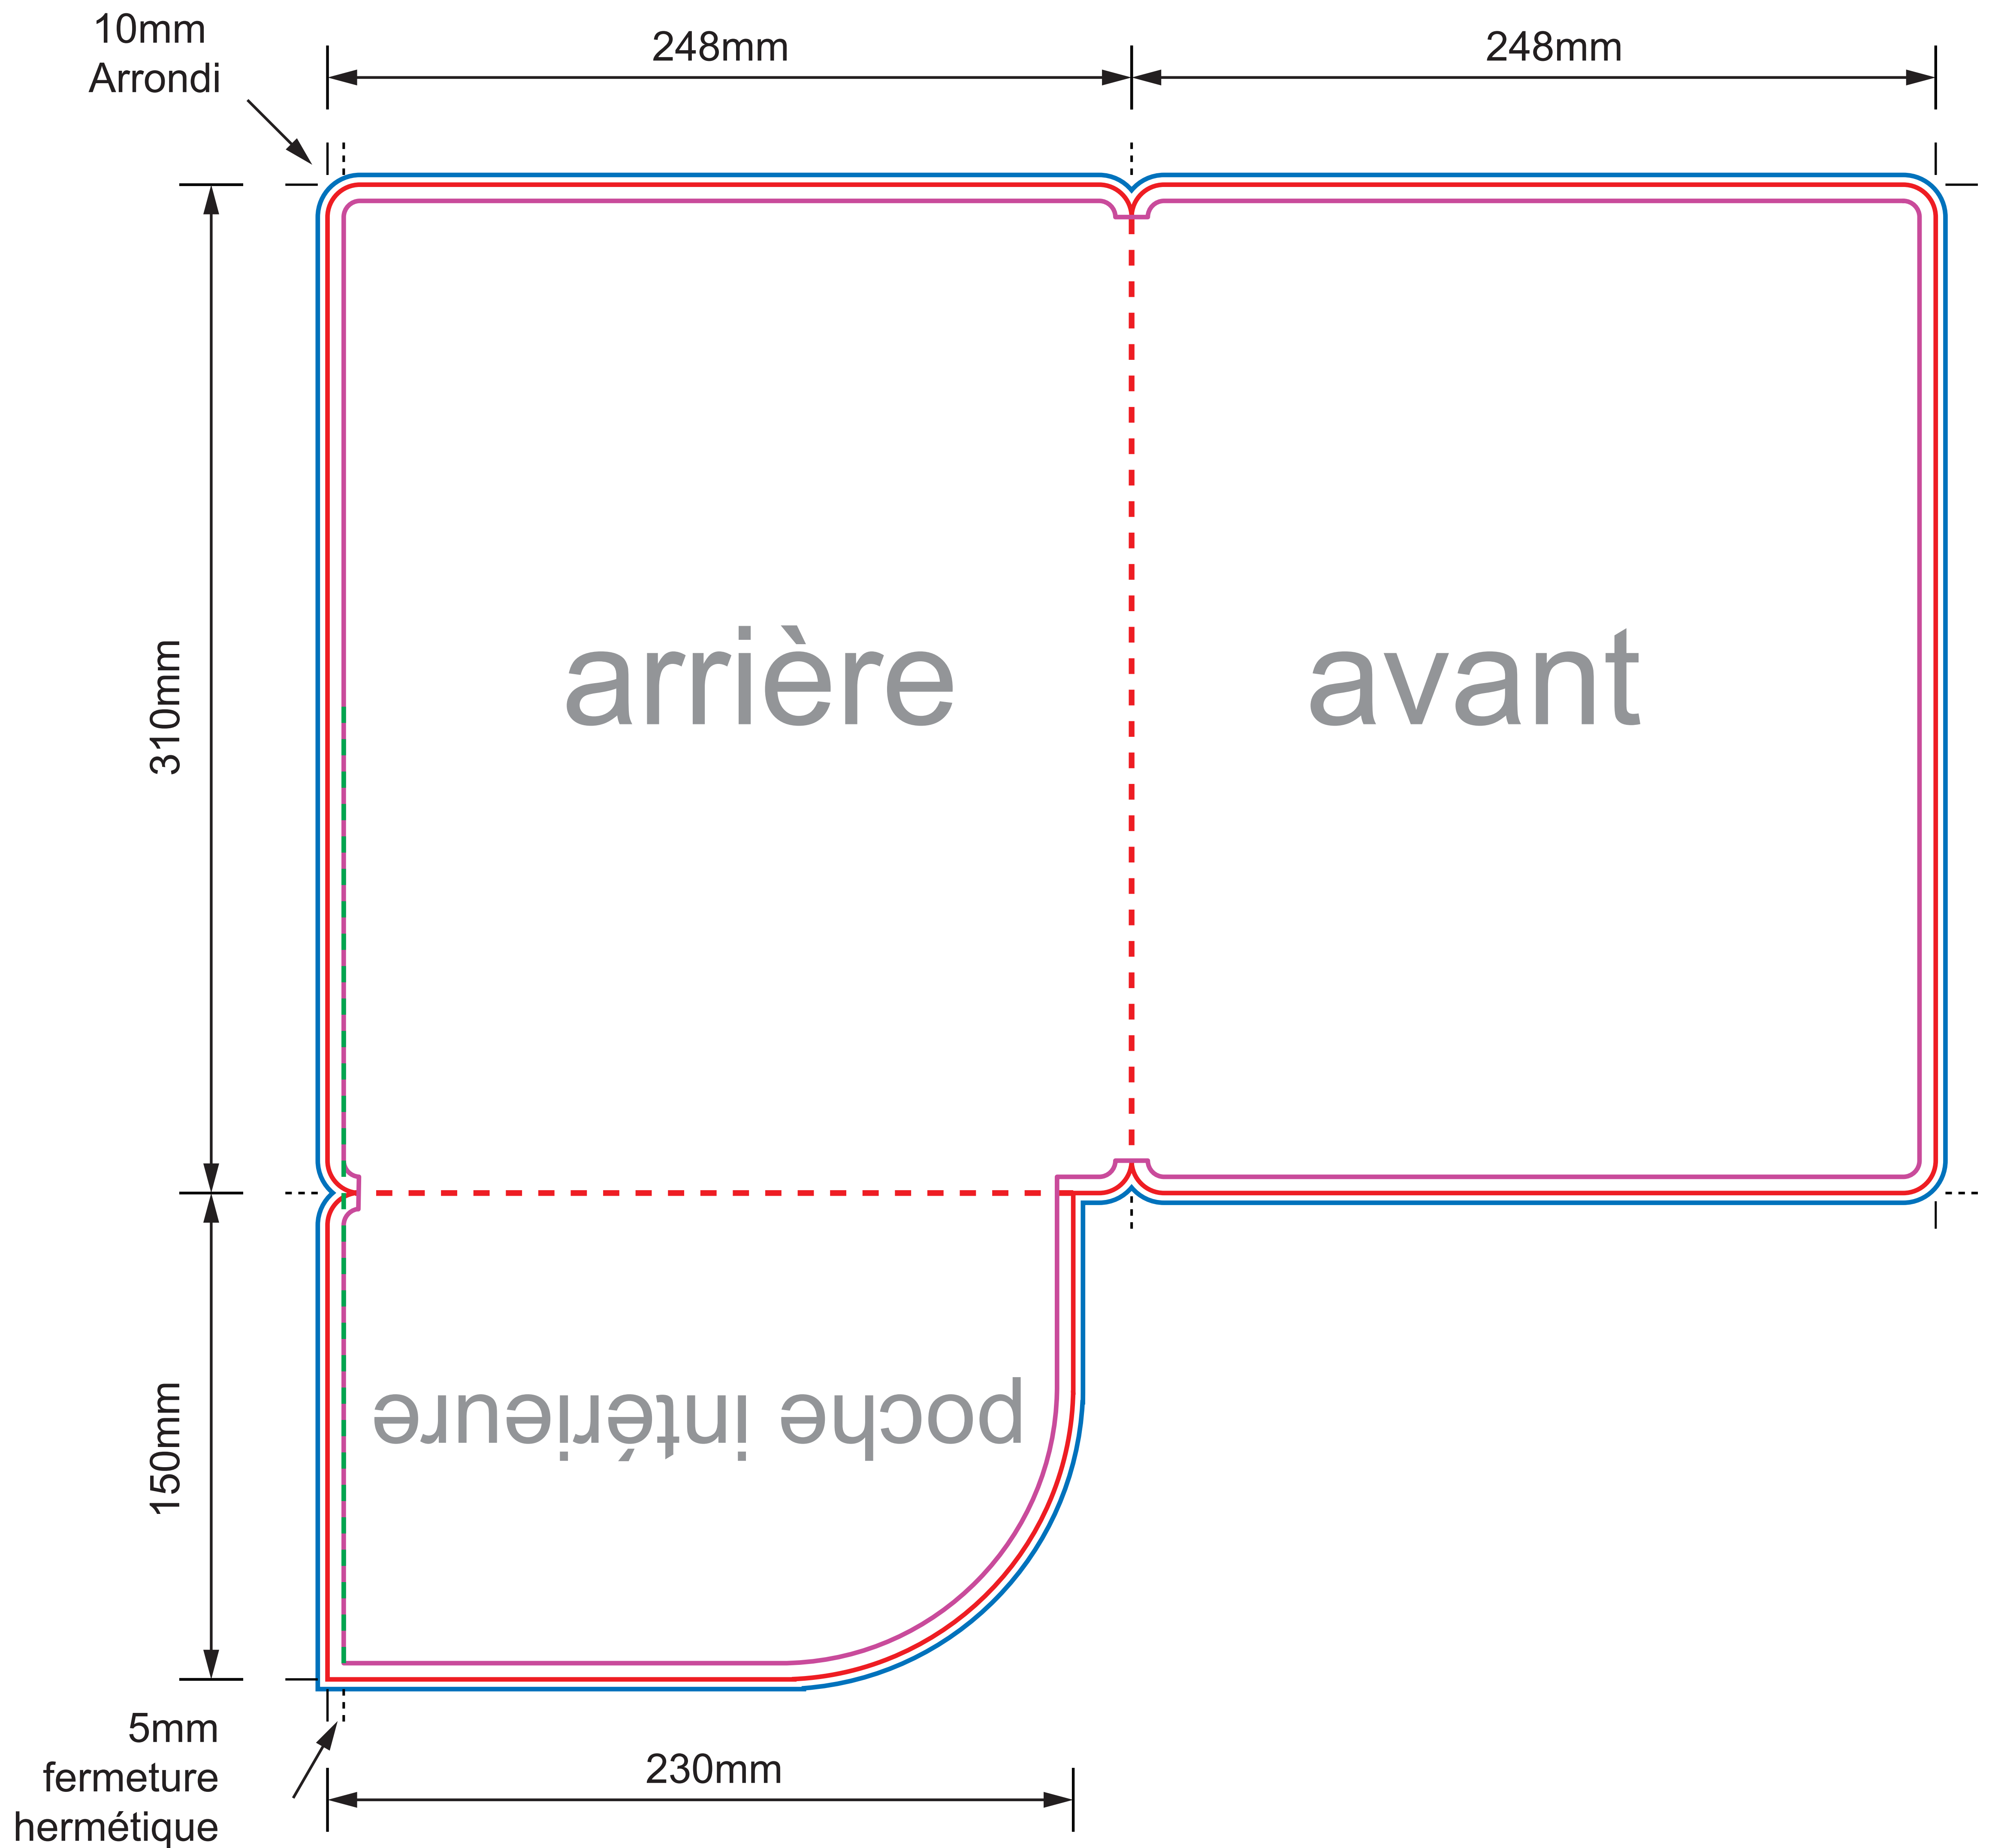 10mm
Arrondi
248mm
248mm
310mm
arrière
avant
150mm
poche intérieure
5mm
fermeture
hermétique
230mm